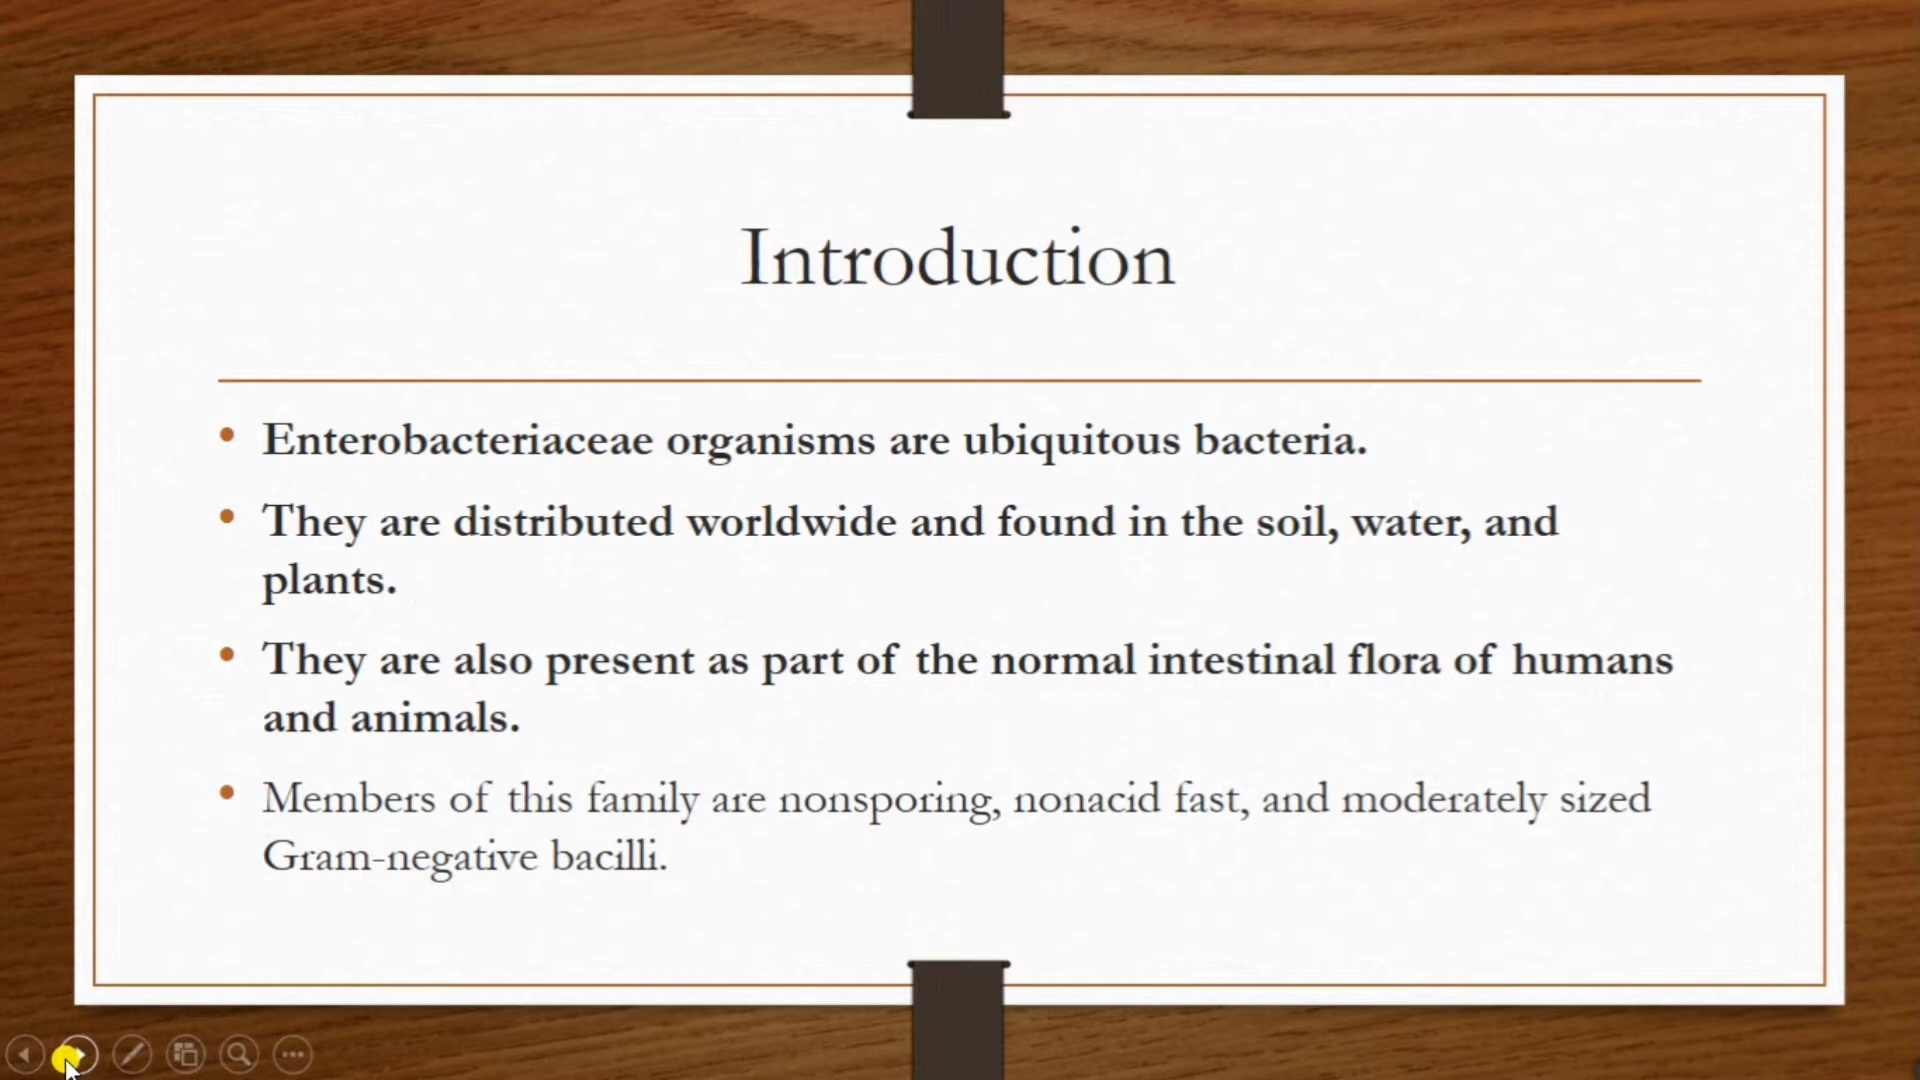 Introduction
• Enterobacteriaceae organisms are ubiquitous bacteria.
• They are distributed worldwide and found in the soil, water, and
plants.
• They are also present as part of the normal intestinal flora of humans
and animals.
• Members of this family are nonsporing, nonacid fast, and moderately sized
Gram-negative bacilli.